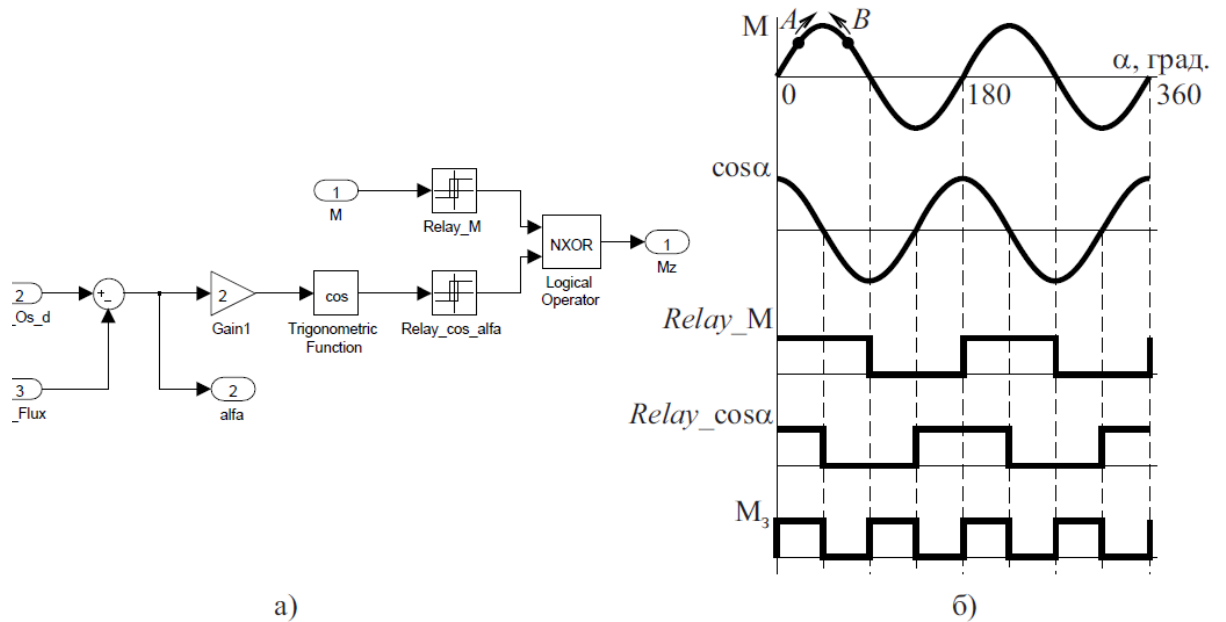 1
M
Relay_M
NXOR
Logical
Operator
1
Mz
2
_Os_d
+
-
2
Gain1
cos
Trigonometric
Function
Relay_cos_alfa
3
_Flux
2
alfa
а)
M
A
B
α, град.
0
180
360
cosα
Relay_M
Relay_cosα
M₃
б)